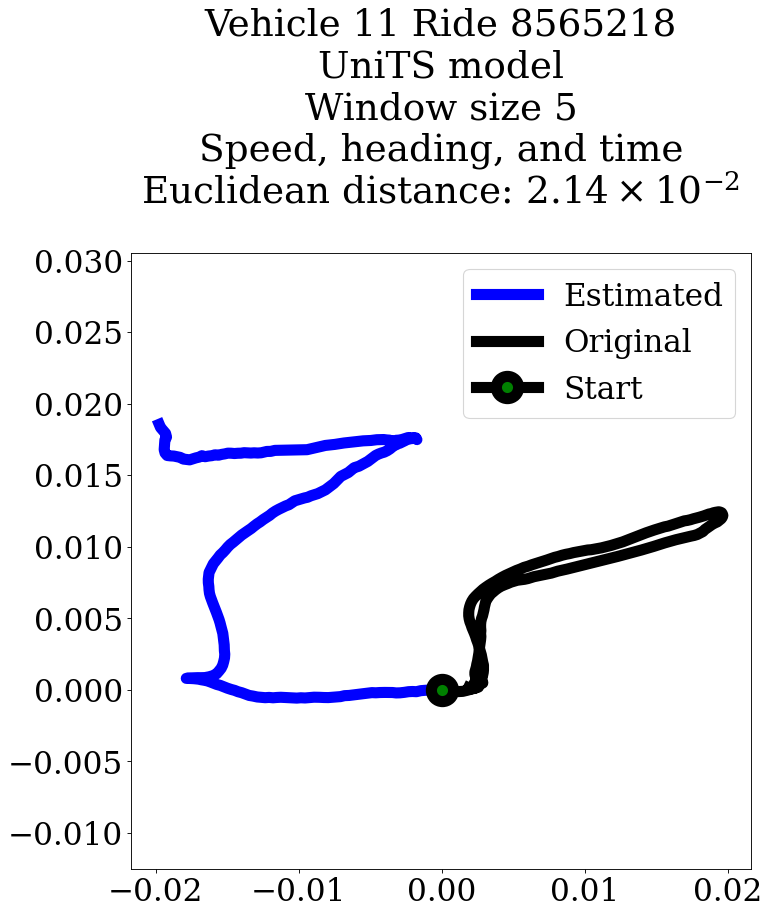 Vehicle 11 Ride 8565218
UniTS model
Window size 5
Speed, heading, and time
Euclidean distance: 2.14 × 10⁻²
0.030
Estimated
0.025
Original
0.020
Start
0.015
0.010
0.005
0.000
−0.005
−0.010
−0.02 −0.01 0.00 0.01 0.02